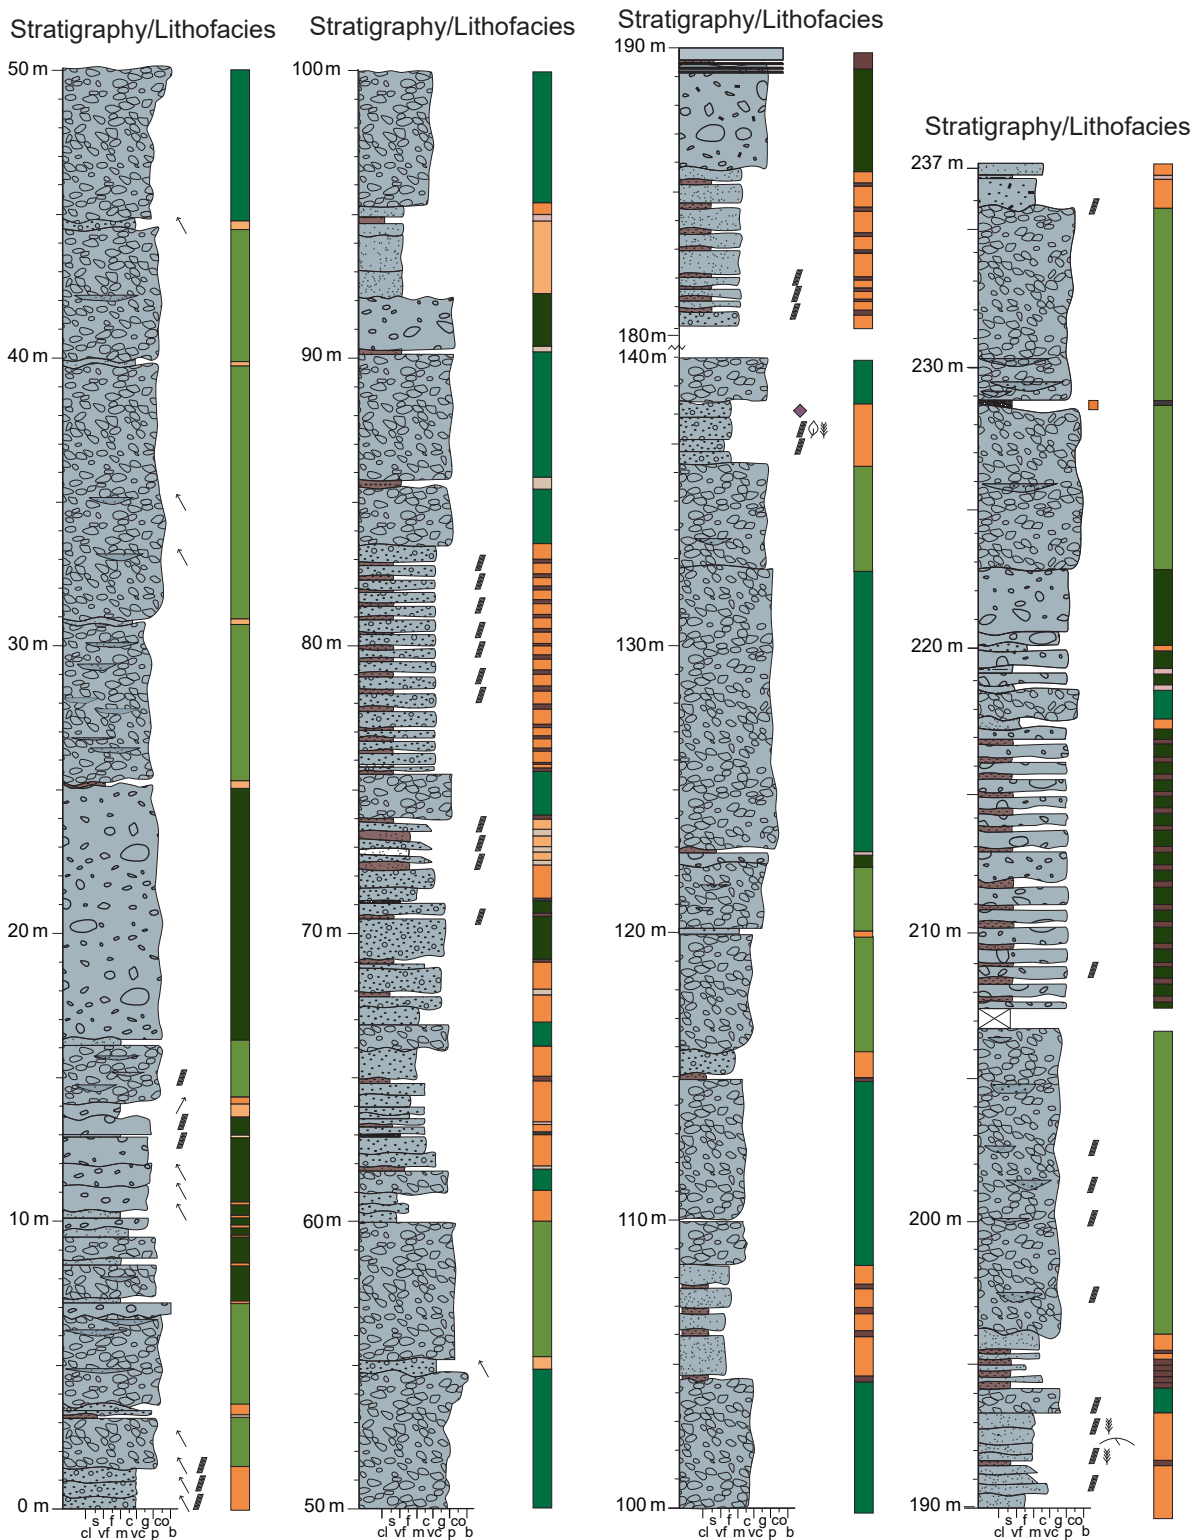 Stratigraphy/Lithofacies
50 m
40 m
30 m
20 m
10 m
0 m
s f c g co
cl vf m vc p b
Stratigraphy/Lithofacies
100 m
90 m
80 m
70 m
60 m
50 m
s f c g co
cl vf m vc p b
Stratigraphy/Lithofacies
190 m
180 m
140 m
130 m
120 m
110 m
100 m
s f c g co
cl vf m vc p b
Stratigraphy/Lithofacies
237 m
230 m
220 m
210 m
200 m
190 m
s f c g co
cl vf m vc p b